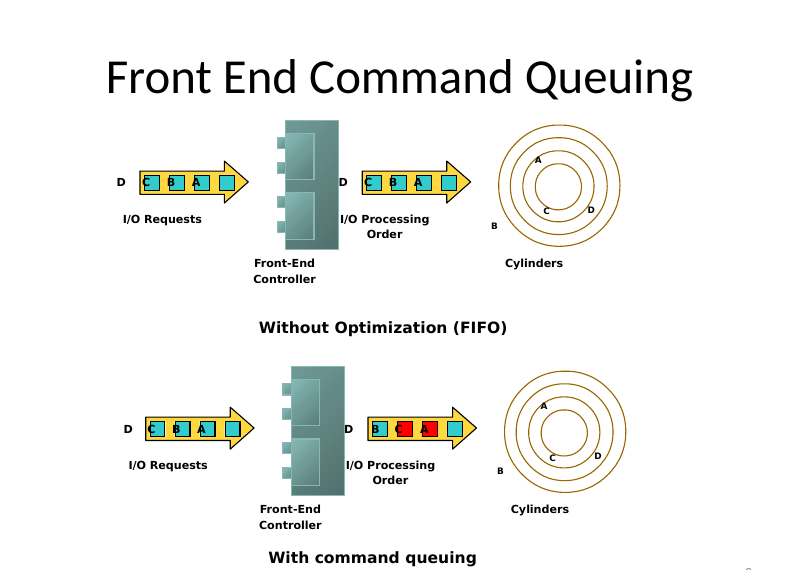 Front End Command Queuing
D C B A
D C B A
A
C
D
B
I/O Requests
I/O Processing
Order
Front-End
Controller
Cylinders
Without Optimization (FIFO)
D C B A
D B C A
A
C
D
B
I/O Requests
I/O Processing
Order
Front-End
Controller
Cylinders
With command queuing